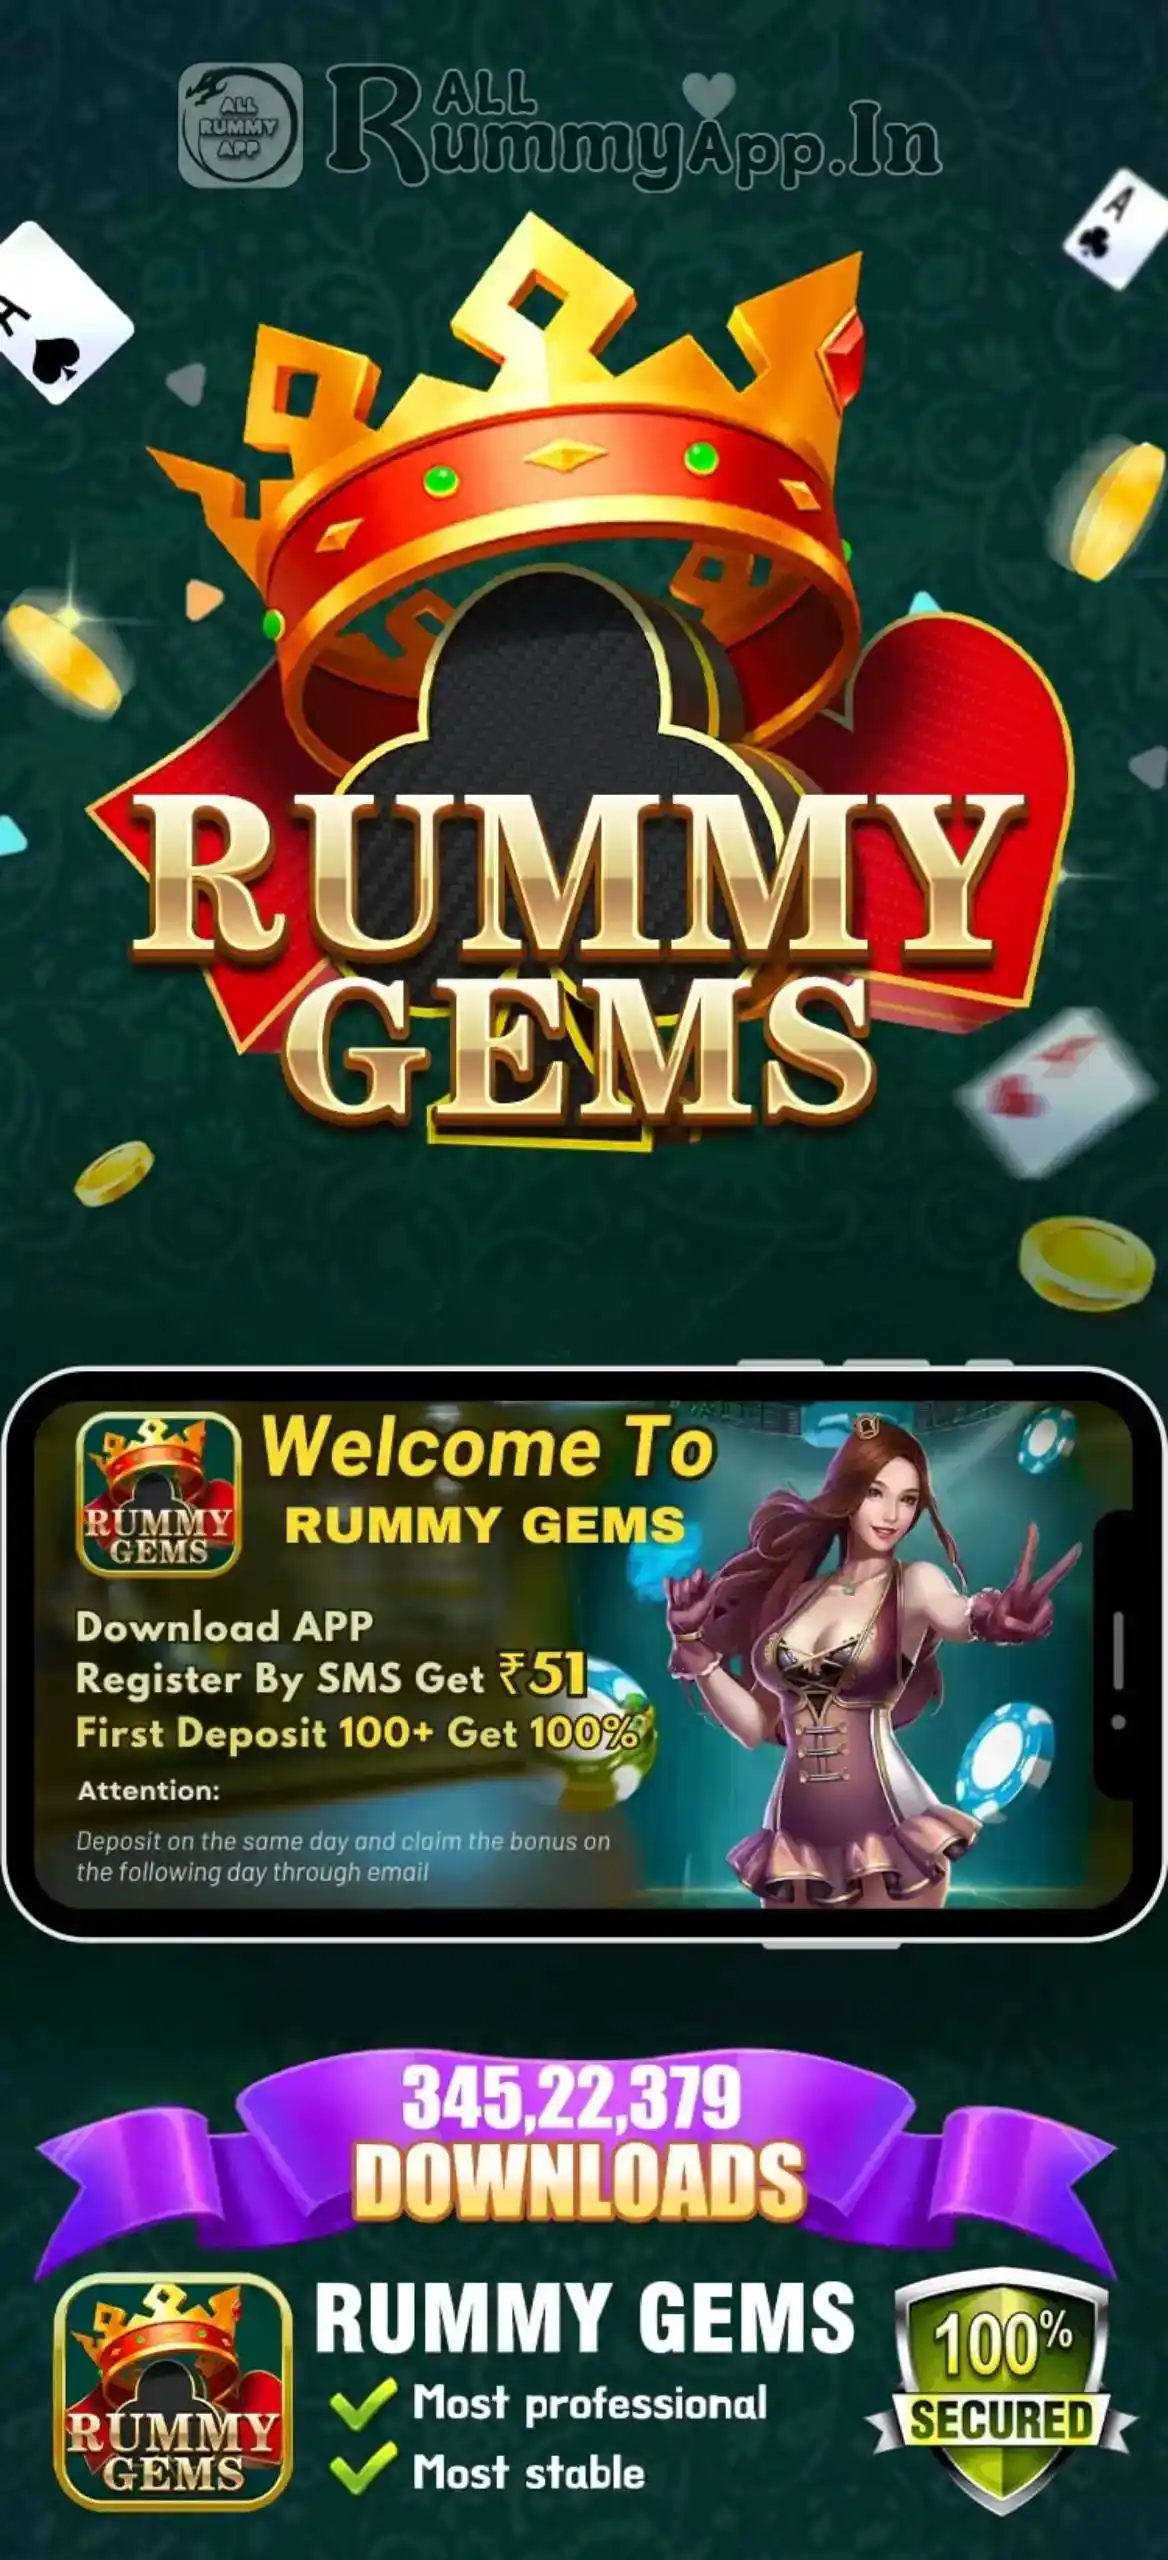 ALL
RUMMY
APP
ALL
RummyApp.In
A
A
RUMMY
GEMS
RUMMY
GEMS
Welcome To
RUMMY GEMS
Download APP
Register By SMS Get ₹51
First Deposit 100+ Get 100%
Attention:
Deposit on the same day and claim the bonus on
the following day through email
345,22,379
DOWNLOADS
RUMMY
GEMS
RUMMY GEMS
Most professional
Most stable
100%
SECURED